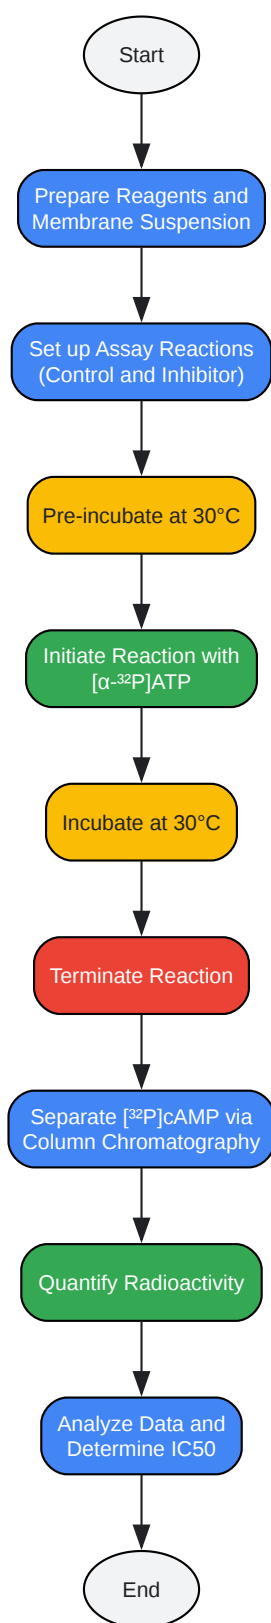 Start
Prepare Reagents and
Membrane Suspension
Set up Assay Reactions
(Control and Inhibitor)
Pre-incubate at 30°C
Initiate Reaction with
[α-³²P]ATP
Incubate at 30°C
Terminate Reaction
Separate [³²P]cAMP via
Column Chromatography
Quantify Radioactivity
Analyze Data and
Determine IC50
End